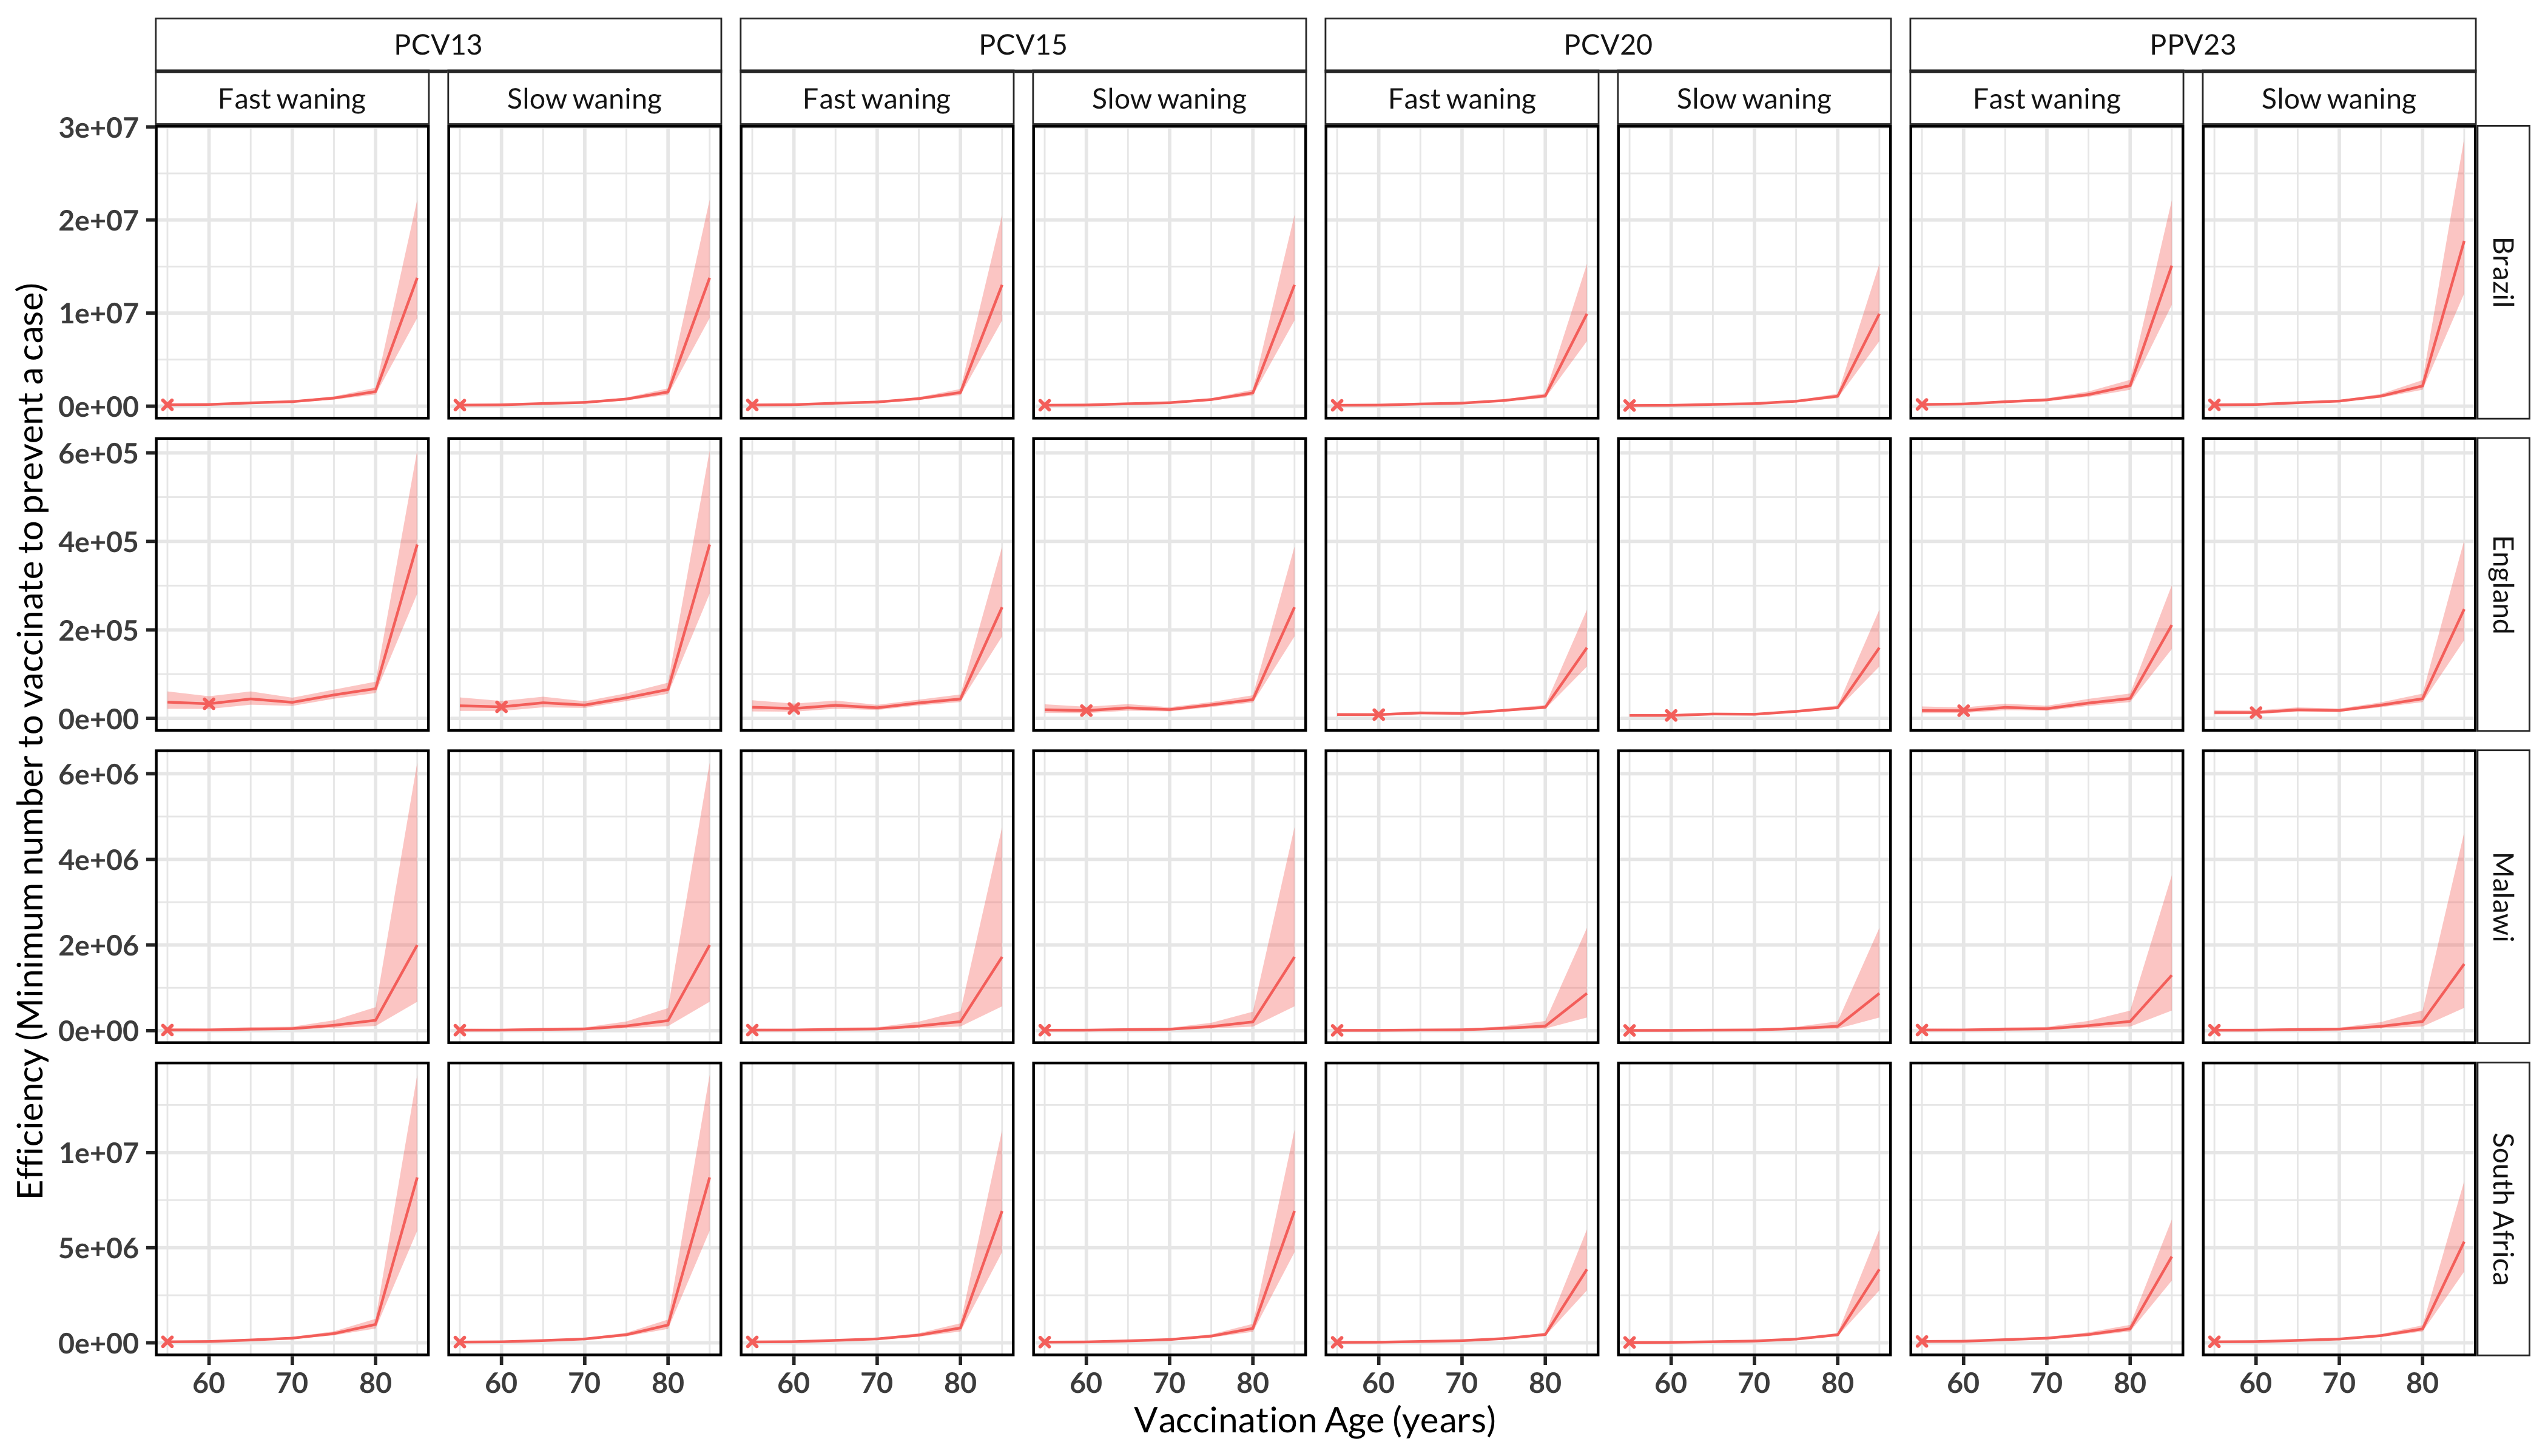 PCV13 PCV15 PCV20 PPV23
Fast waning Slow waning Fast waning Slow waning Fast waning Slow waning Fast waning Slow waning
Efficiency (Minimum number to vaccinate to prevent a case)
3e+07
2e+07
1e+07
0e+00
Brazil
6e+05
4e+05
2e+05
0e+00
England
6e+06
4e+06
2e+06
0e+00
Malawi
1e+07
5e+06
0e+00
South Africa
60 70 80 60 70 80 60 70 80 60 70 80 60 70 80 60 70 80 60 70 80 60 70 80
Vaccination Age (years)